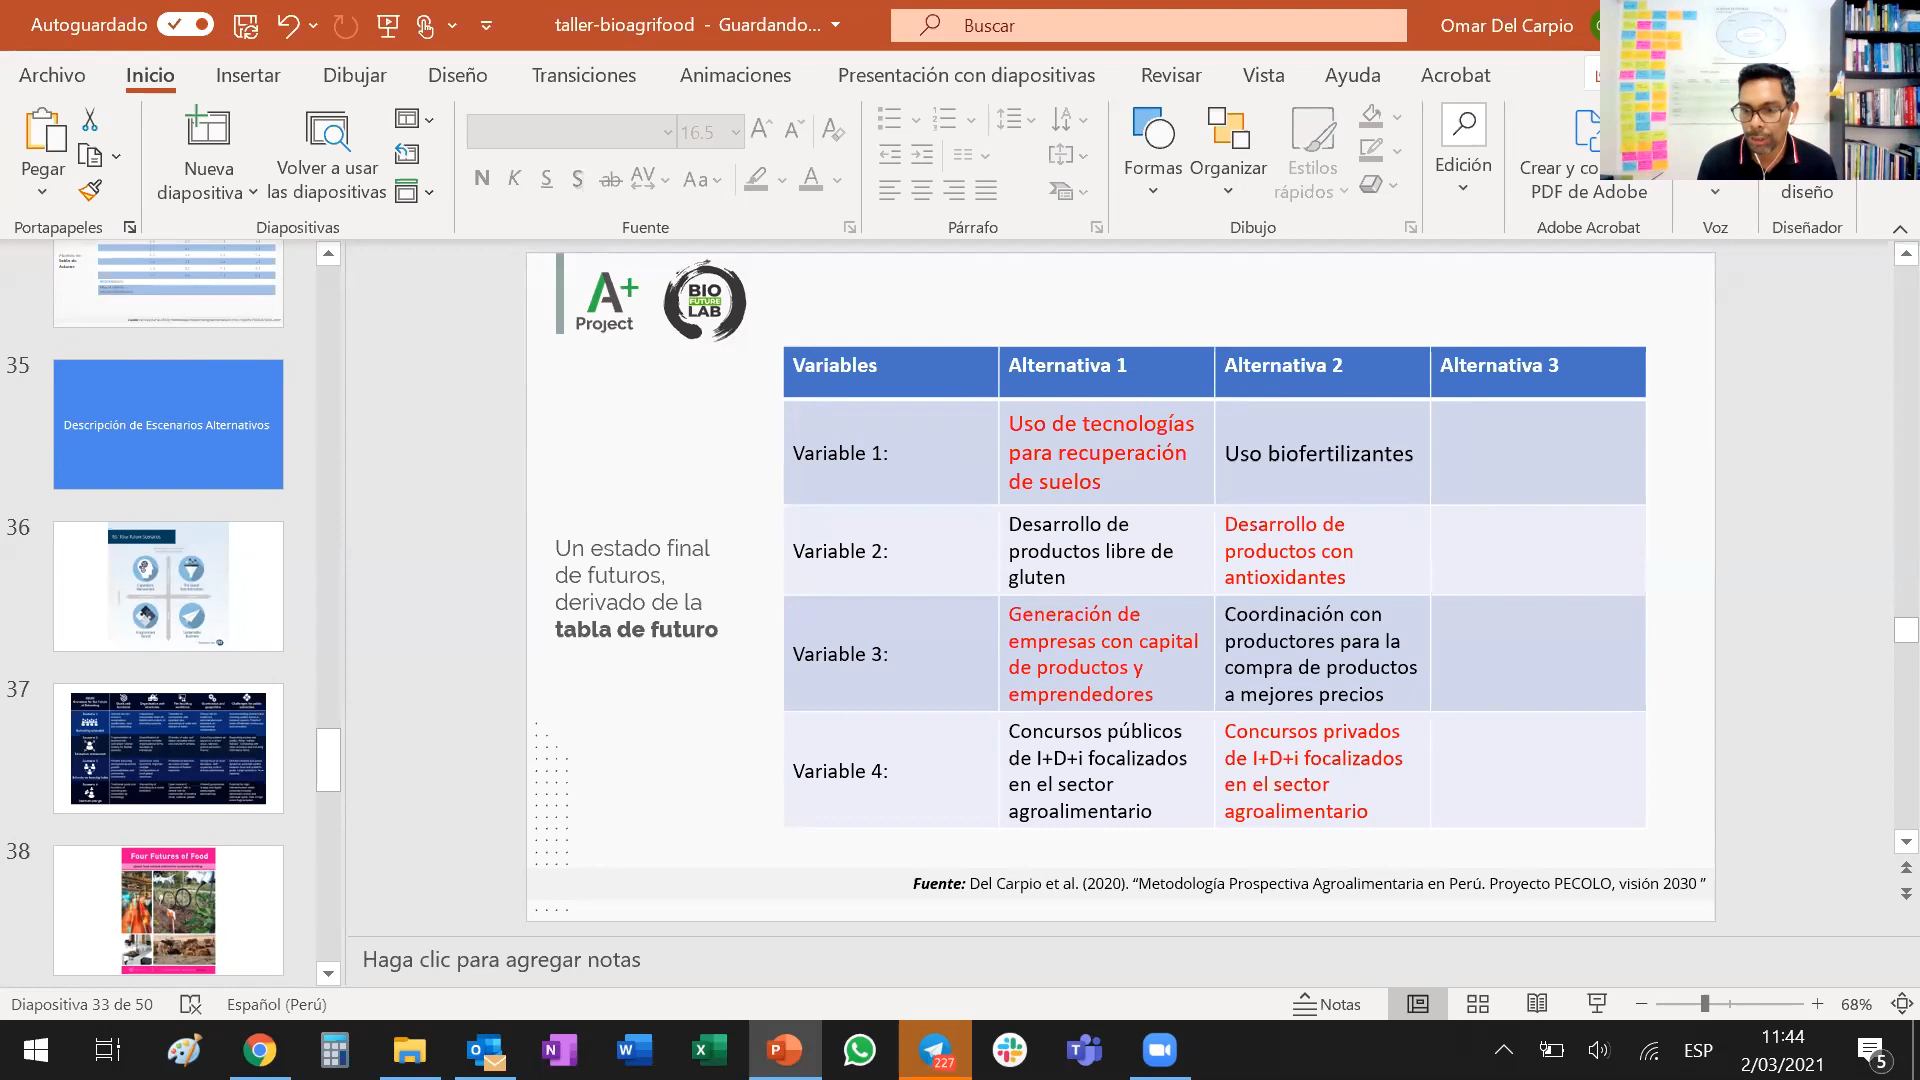 Autoguardado
taller-bioagrifood - Guardando...
Buscar
Omar Del Carpio
Archivo
Inicio
Insertar
Dibujar
Diseño
Transiciones
Animaciones
Presentación con diapositivas
Revisar
Vista
Ayuda
Acrobat
Pegar
Nueva
diapositiva
Volver a usar
las diapositivas
16.5
N K S S ab AV Aa A
Formas
Organizar
Estilos
rápidos
Edición
Crear y co
PDF de Adobe
diseño
Portapapeles
Diapositivas
Fuente
Párrafo
Dibujo
Adobe Acrobat
Voz
Diseñador
35
Descripción de Escenarios Alternativos
36
37
38
Four Futures of Food
A+
Project
BIO
FUTURE
LAB
Un estado final
de futuros,
derivado de la
tabla de futuro
Variables
Alternativa 1
Alternativa 2
Alternativa 3
Variable 1:
Uso de tecnologías
para recuperación
de suelos
Uso biofertilizantes
Variable 2:
Desarrollo de
productos libre de
gluten
Desarrollo de
productos con
antioxidantes
Variable 3:
Generación de
empresas con capital
de productos y
emprendedores
Coordinación con
productores para la
compra de productos
a mejores precios
Variable 4:
Concursos públicos
de I+D+i focalizados
en el sector
agroalimentario
Concursos privados
de I+D+i focalizados
en el sector
agroalimentario
Fuente: Del Carpio et al. (2020). “Metodología Prospectiva Agroalimentaria en Perú. Proyecto PECOLO, visión 2030 ”
Haga clic para agregar notas
Diapositiva 33 de 50
Español (Perú)
Notas
68%
227
ESP
11:44
2/03/2021
5